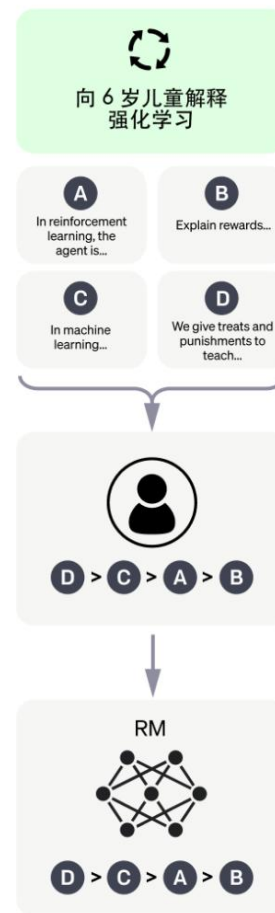 向 6 岁儿童解释
强化学习
A
In reinforcement
learning, the
agent is...
B
Explain rewards...
C
In machine
learning...
D
We give treats and
punishments to
teach...
D > C > A > B
RM
D > C > A > B